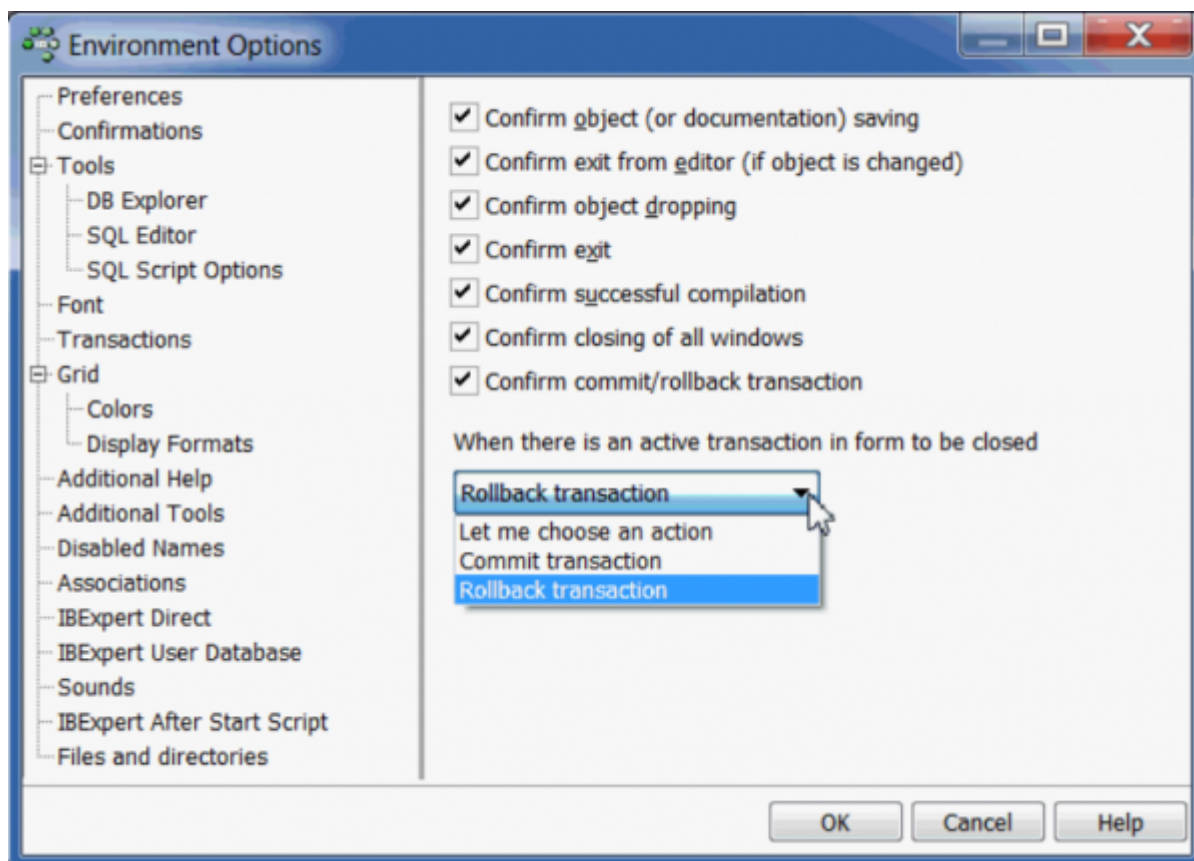 Environment Options
Preferences
Confirmations
Tools
DB Explorer
SQL Editor
SQL Script Options
Font
Transactions
Grid
Colors
Display Formats
Additional Help
Additional Tools
Disabled Names
Associations
IBExpert Direct
IBExpert User Database
Sounds
IBExpert After Start Script
Files and directories
Confirm object (or documentation) saving
Confirm exit from editor (if object is changed)
Confirm object dropping
Confirm exit
Confirm successful compilation
Confirm closing of all windows
Confirm commit/rollback transaction
When there is an active transaction in form to be closed
Rollback transaction
Let me choose an action
Commit transaction
Rollback transaction
OK
Cancel
Help